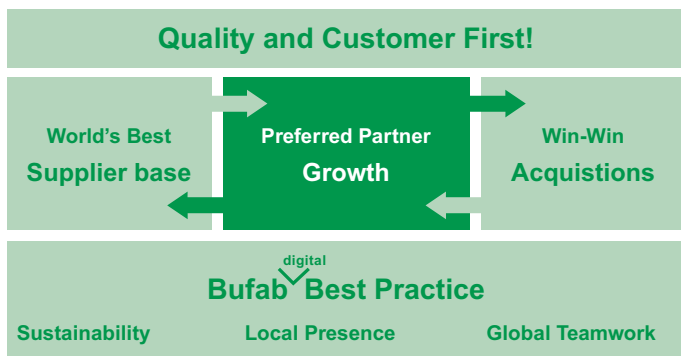 Quality and Customer First!
World's Best
Supplier base
Preferred Partner
Growth
Win-Win
Acquistions
digital
Bufab Best Practice
Sustainability
Local Presence
Global Teamwork